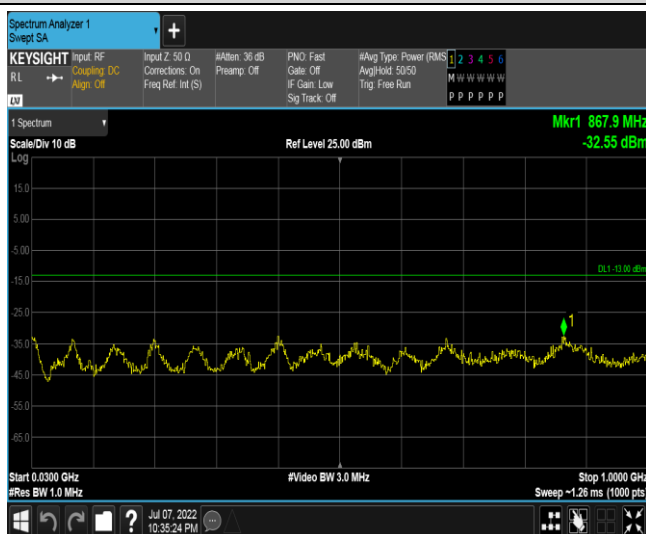 Spectrum Analyzer 1
Swept SA
+
KEYSIGHT
RL
LXI
Input: RF
Coupling: DC
Align: Off
Input Z: 50 Ω
Corrections: On
Freq Ref: Int (S)
#Atten: 36 dB
Preamp: Off
PNO: Fast
Gate: Off
IF Gain: Low
Sig Track: Off
#Avg Type: Power (RMS
Avg|Hold: 50/50
Trig: Free Run
1 2 3 4 5 6
M W W W W W
P P P P P P
1 Spectrum
Mkr1 867.9 MHz
Scale/Div 10 dB
Ref Level 25.00 dBm
-32.55 dBm
Log
15.0
5.00
-5.00
DL1 -13.00 dBm
-15.0
-25.0
1
-35.0
-45.0
-55.0
-65.0
Start 0.0300 GHz
#Video BW 3.0 MHz
Stop 1.0000 GHz
#Res BW 1.0 MHz
Sweep ~1.26 ms (1000 pts)
?
Jul 07, 2022
10:35:24 PM